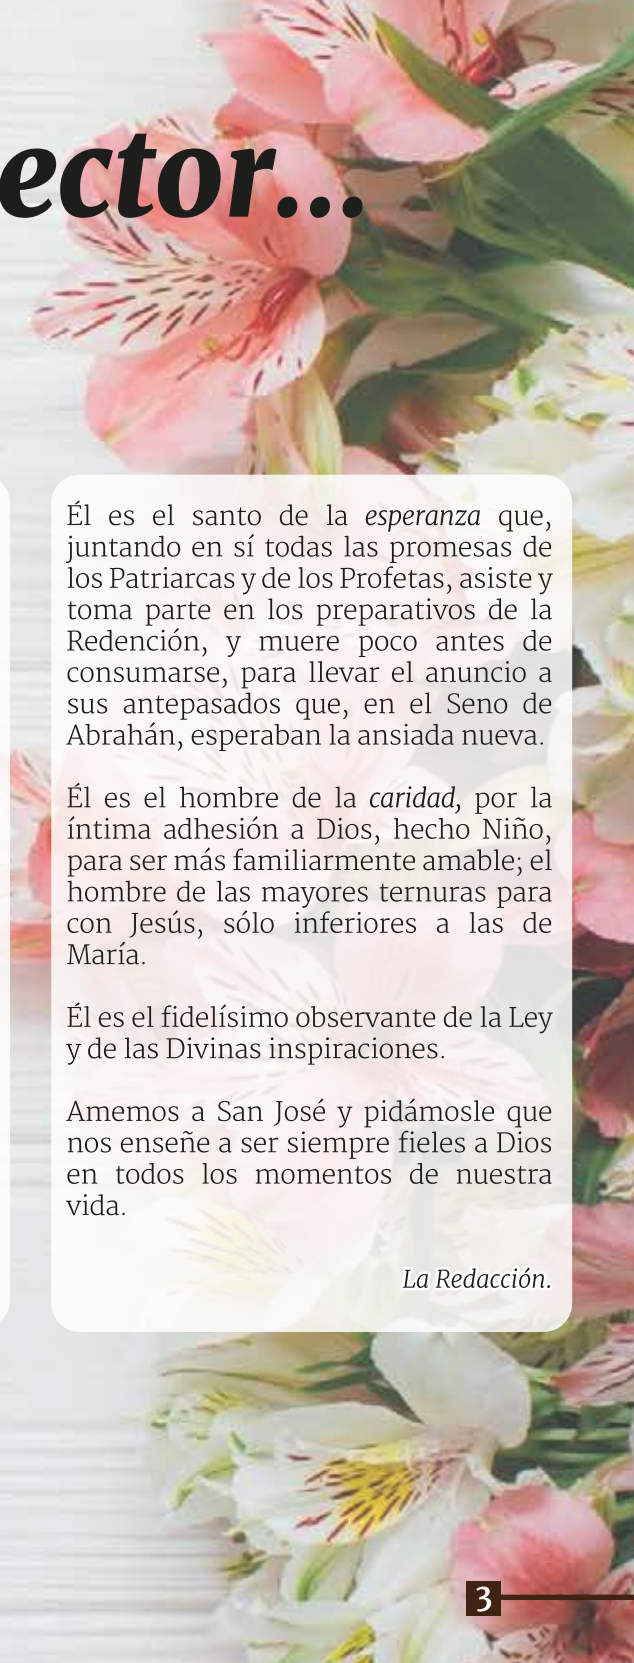 ector...
Él es el santo de la esperanza que,
juntando en sí todas las promesas de
los Patriarcas y de los Profetas, asiste y
toma parte en los preparativos de la
Redención, y muere poco antes de
consumarse, para llevar el anuncio a
sus antepasados que, en el Seno de
Abrahán, esperaban la ansiada nueva.
Él es el hombre de la caridad, por la
íntima adhesión a Dios, hecho Niño,
para ser más familiarmente amable; el
hombre de las mayores ternuras para
con Jesús, sólo inferiores a las de
María.
Él es el fidelísimo observante de la Ley
y de las Divinas inspiraciones.
Amemos a San José y pidámosle que
nos enseñe a ser siempre fieles a Dios
en todos los momentos de nuestra
vida.
La Redacción.
3